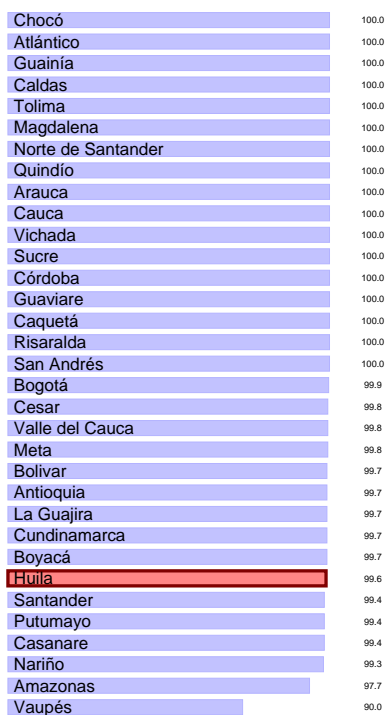 Chocó 100.0
Atlántico 100.0
Guainía 100.0
Caldas 100.0
Tolima 100.0
Magdalena 100.0
Norte de Santander 100.0
Quindío 100.0
Arauca 100.0
Cauca 100.0
Vichada 100.0
Sucre 100.0
Córdoba 100.0
Guaviare 100.0
Caquetá 100.0
Risaralda 100.0
San Andrés 100.0
Bogotá 99.9
Cesar 99.8
Valle del Cauca 99.8
Meta 99.8
Bolivar 99.7
Antioquia 99.7
La Guajira 99.7
Cundinamarca 99.7
Boyacá 99.7
Huila 99.6
Santander 99.4
Putumayo 99.4
Casanare 99.4
Nariño 99.3
Amazonas 97.7
Vaupés 90.0